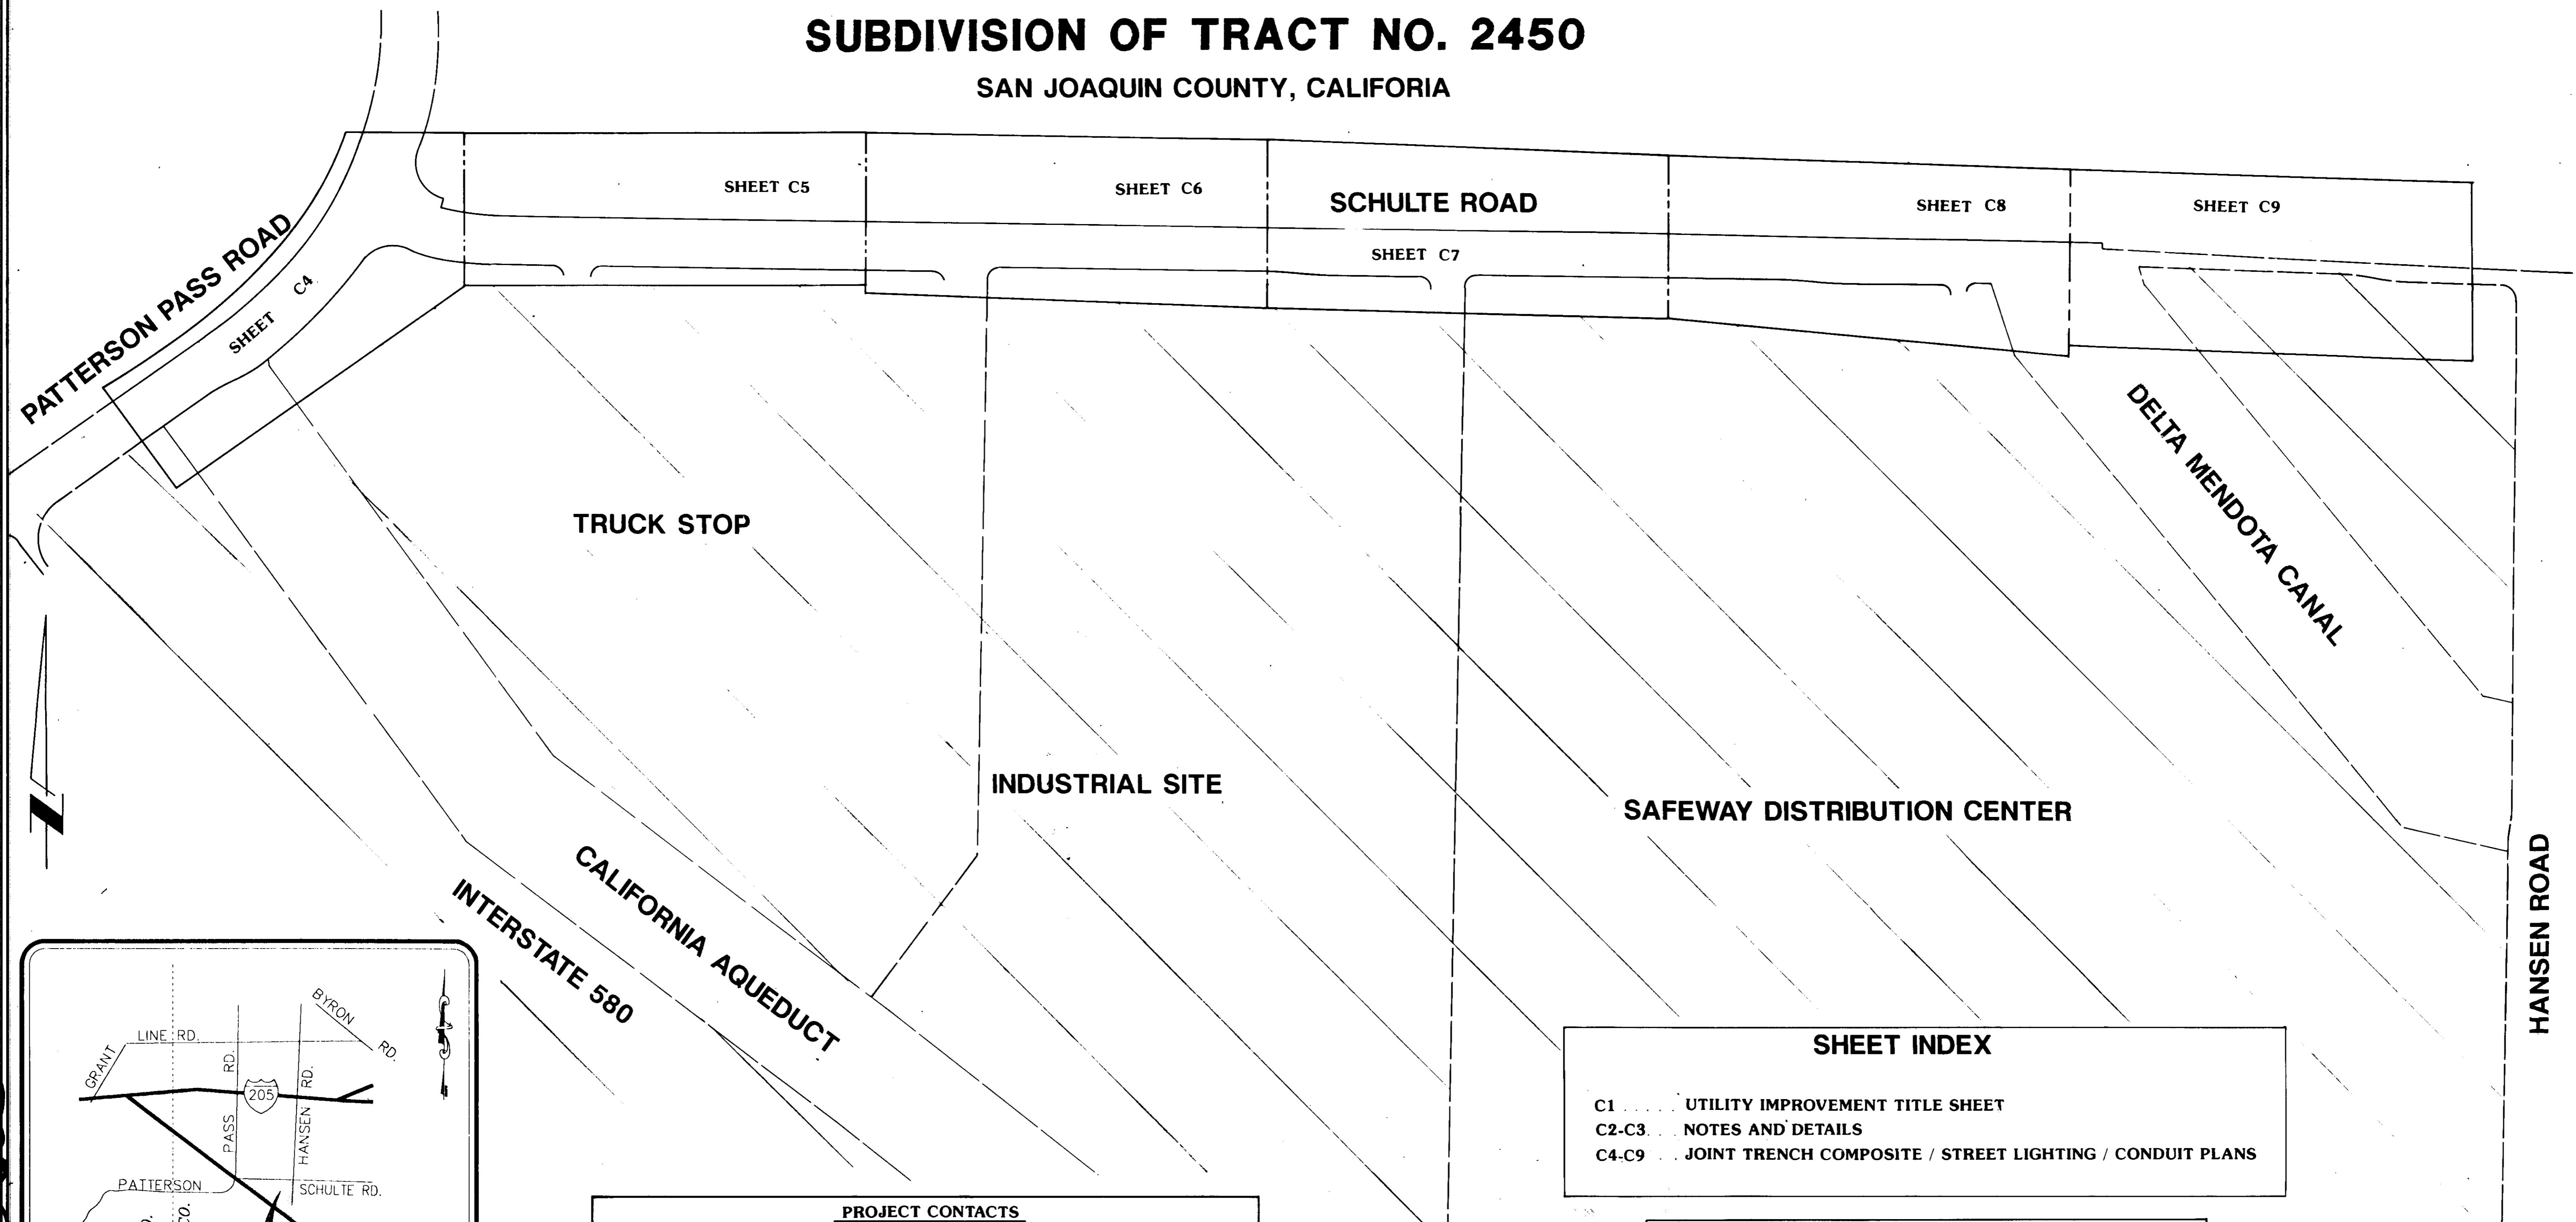 SUBDIVISION OF TRACT NO. 2450
SAN JOAQUIN COUNTY, CALIFORIA
SHEET C5
SHEET C6
SCHULTE ROAD
SHEET C8
SHEET C9
SHEET C7
PATTERSON PASS ROAD
SHEET C4
DELTA MENDOTA CANAL
TRUCK STOP
INDUSTRIAL SITE
SAFEWAY DISTRIBUTION CENTER
HANSEN ROAD
CALIFORNIA AQUEDUCT
INTERSTATE 580
BYRON RD.
LINE RD.
GRANT
PASS RD.
HANSEN RD.
205
PATTERSON
SCHULTE RD.
CO.
SHEET INDEX
C1 ..... UTILITY IMPROVEMENT TITLE SHEET
C2-C3 . . . NOTES AND DETAILS
C4-C9 . . JOINT TRENCH COMPOSITE / STREET LIGHTING / CONDUIT PLANS
PROJECT CONTACTS